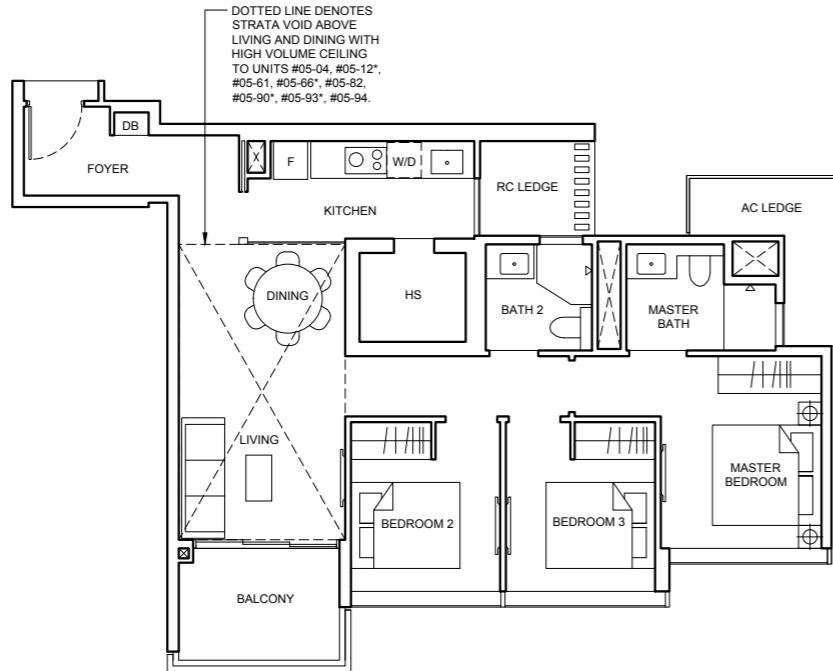 DOTTED LINE DENOTES
STRATA VOID ABOVE
LIVING AND DINING WITH
HIGH VOLUME CEILING
TO UNITS #05-04, #05-12*,
#05-61, #05-66*, #05-82,
#05-90*, #05-93*, #05-94.
DB
FOYER
F
W/D
KITCHEN
RC LEDGE
AC LEDGE
DINING
HS
BATH 2
MASTER
BATH
LIVING
BEDROOM 2
BEDROOM 3
MASTER
BEDROOM
BALCONY